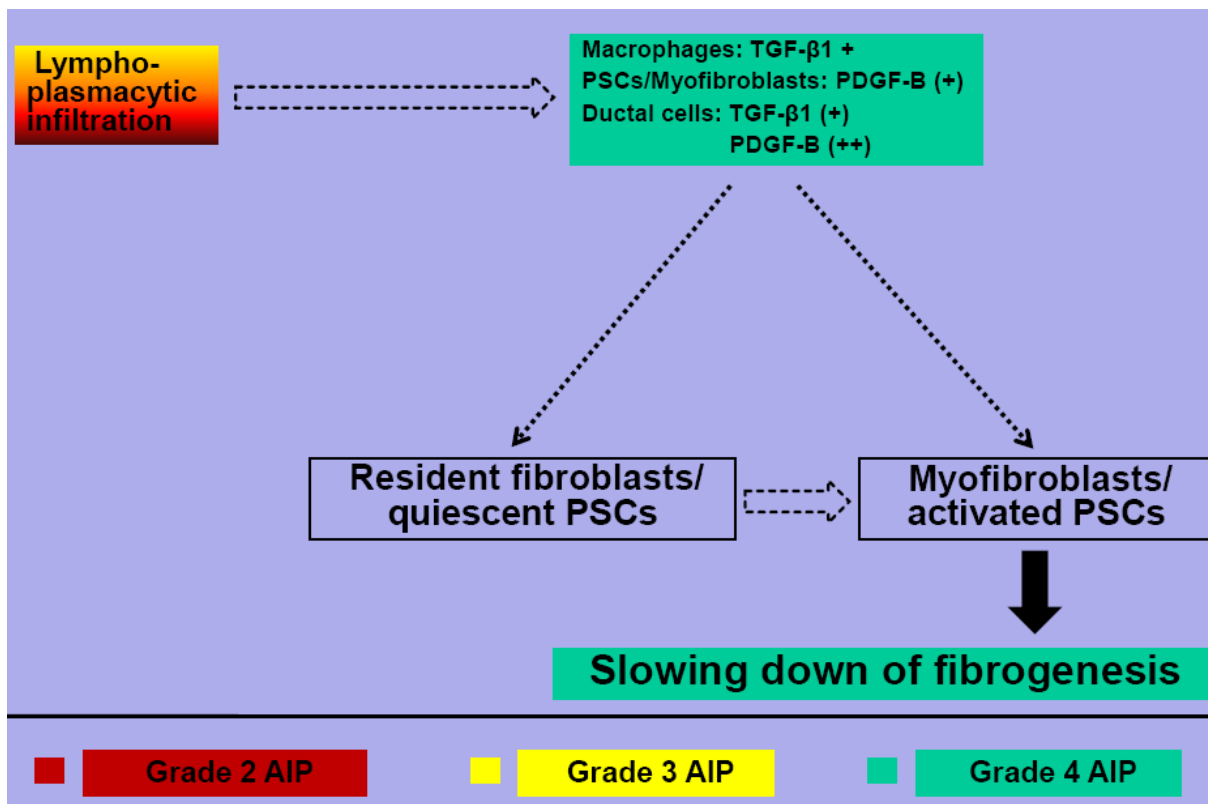 Lympho-
plasmacytic
infiltration
Macrophages: TGF-β1 +
PSCs/Myofibroblasts: PDGF-B (+)
Ductal cells: TGF-β1 (+)
PDGF-B (++)
Resident fibroblasts/
quiescent PSCs
Myofibroblasts/
activated PSCs
Slowing down of fibrogenesis
Grade 2 AIP
Grade 3 AIP
Grade 4 AIP